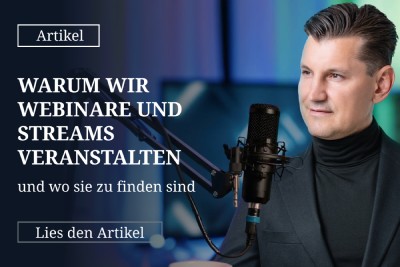 Artikel
WARUM WIR
WEBINARE UND
STREAMS
VERANSTALTEN
und wo sie zu finden sind
Lies den Artikel